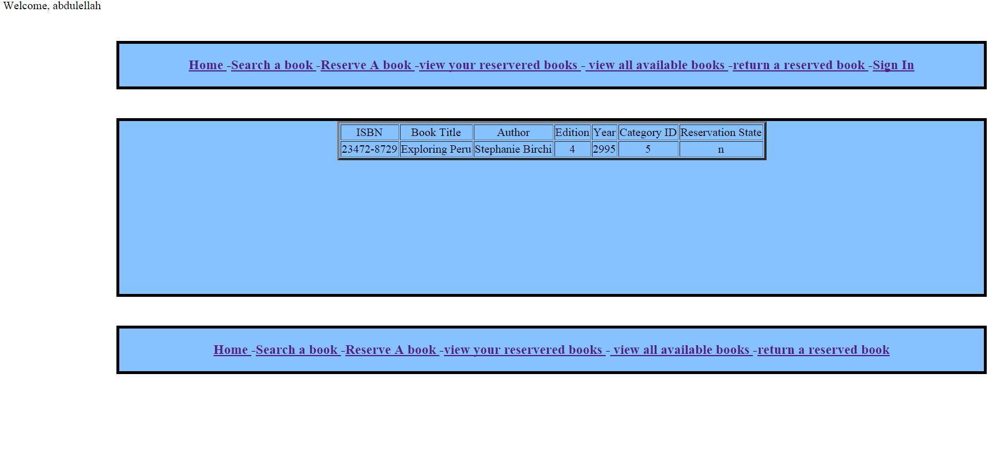 Welcome, abdulellah
Home -Search a book -Reserve A book -view your reservered books - view all available books -return a reserved book -Sign In
ISBN Book Title Author Edition Year Category ID Reservation State
23472-8729 Exploring Peru Stephanie Birchi 4 2995 5 n
Home -Search a book -Reserve A book -view your reservered books - view all available books -return a reserved book